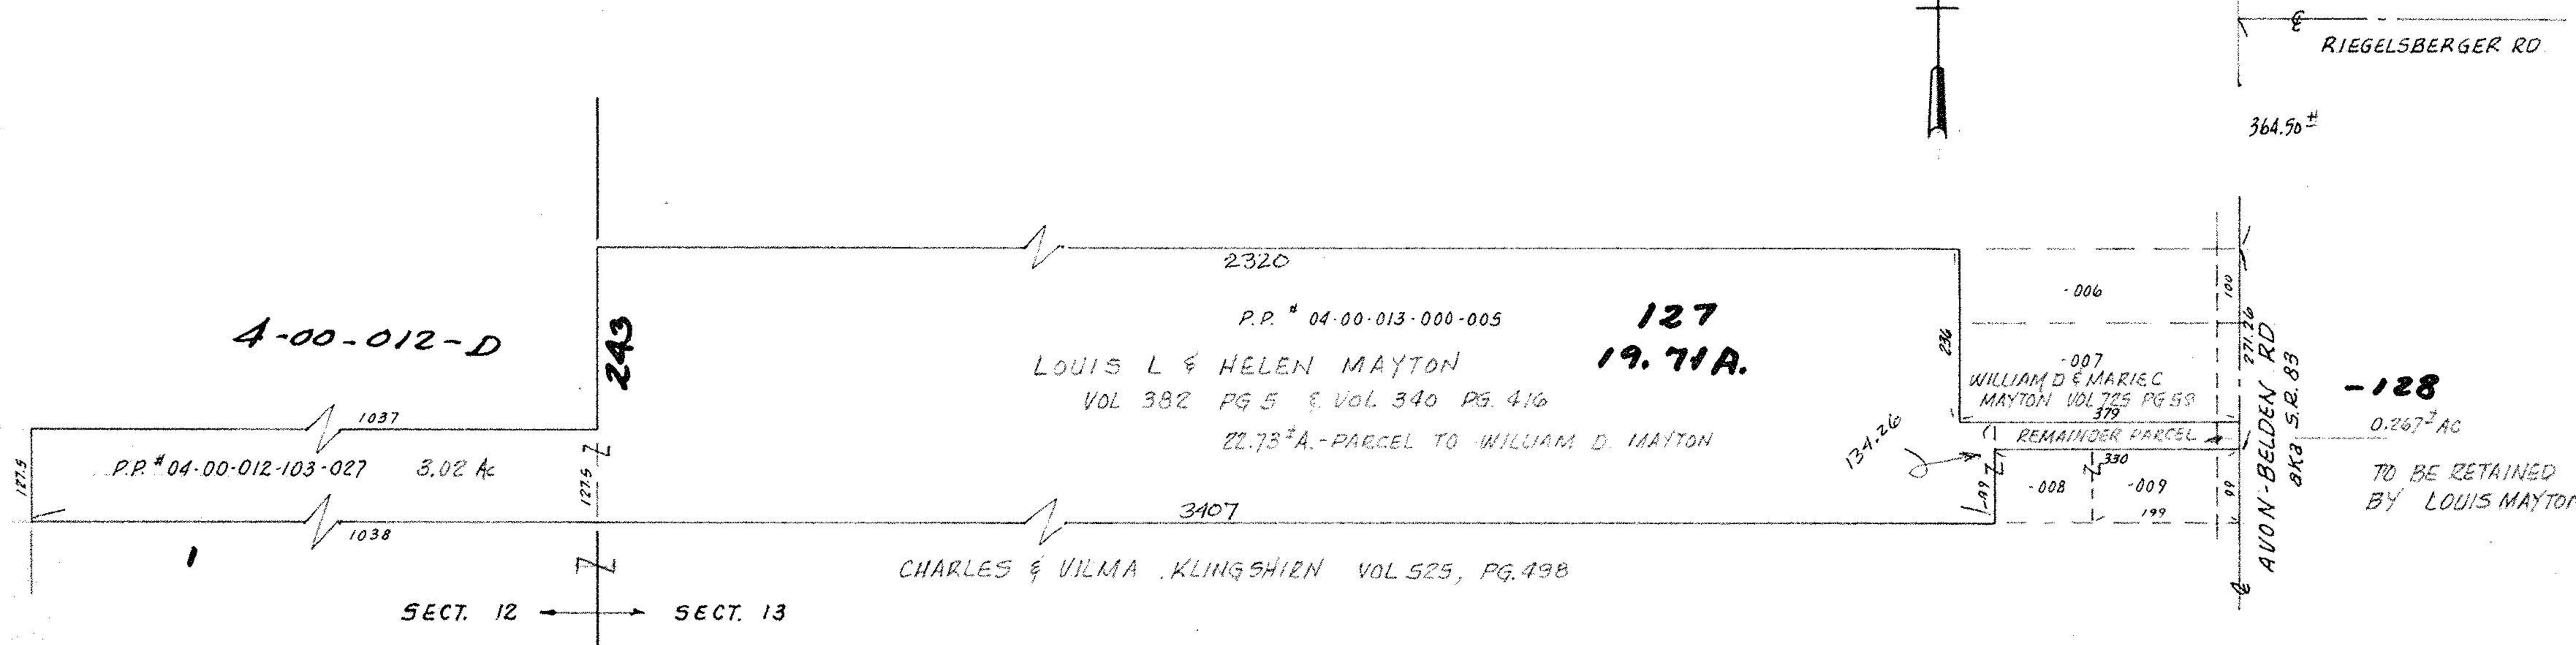 ℄
RIEGELSBERGER RD.
364.50±
2320
P.P. # 04-00-013-000-005
127
19.71A.
LOUIS L & HELEN MAYTON
VOL 382 PG 5 & VOL 340 PG. 416
22.73±A.-PARCEL TO WILLIAM D. MAYTON
4-00-012-D
243
236
-006
100
271.26
-007
WILLIAM D & MARIE C
MAYTON VOL 725 PG 58
379
REMAINDER PARCEL
134.26
330
-99
-008
-009
99
199
AVON-BELDEN RD
aka S.R. 83
℄
-128
0.267± AC
TO BE RETAINED
BY LOUIS MAYTON
1037
127.5
P.P. # 04-00-012-103-027 3.02 Ac
127.5
1038
1
3407
CHARLES & VILMA KLINGSHIRN VOL 525, PG. 498
SECT. 12
SECT. 13